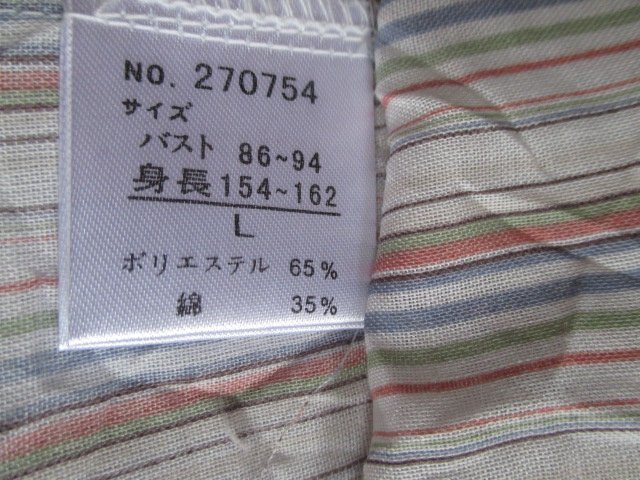 NO. 270754
サイズ
バスト 86~94
身長 154~162
L
ポリエステル 65%
綿 35%